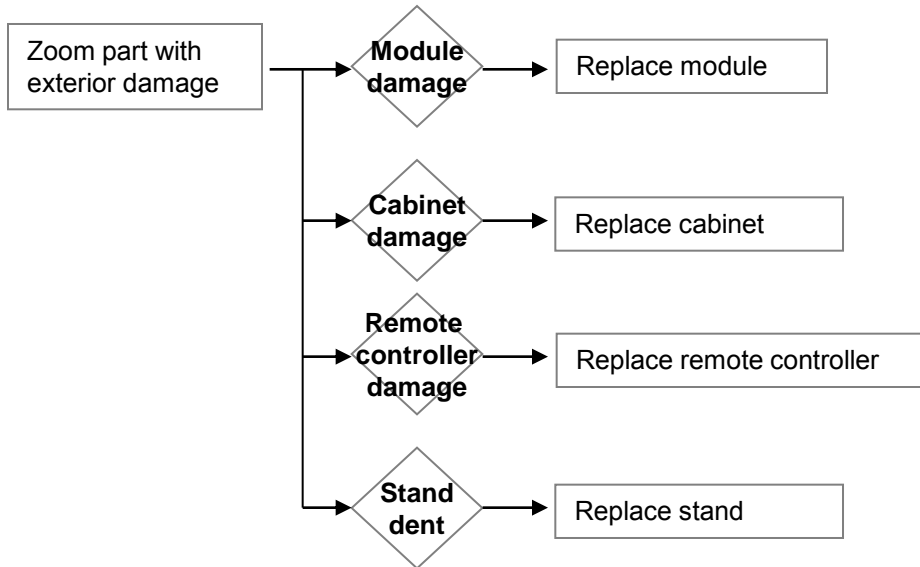 Zoom part with
exterior damage
Module
damage
Replace module
Cabinet
damage
Replace cabinet
Remote
controller
damage
Replace remote controller
Stand
dent
Replace stand